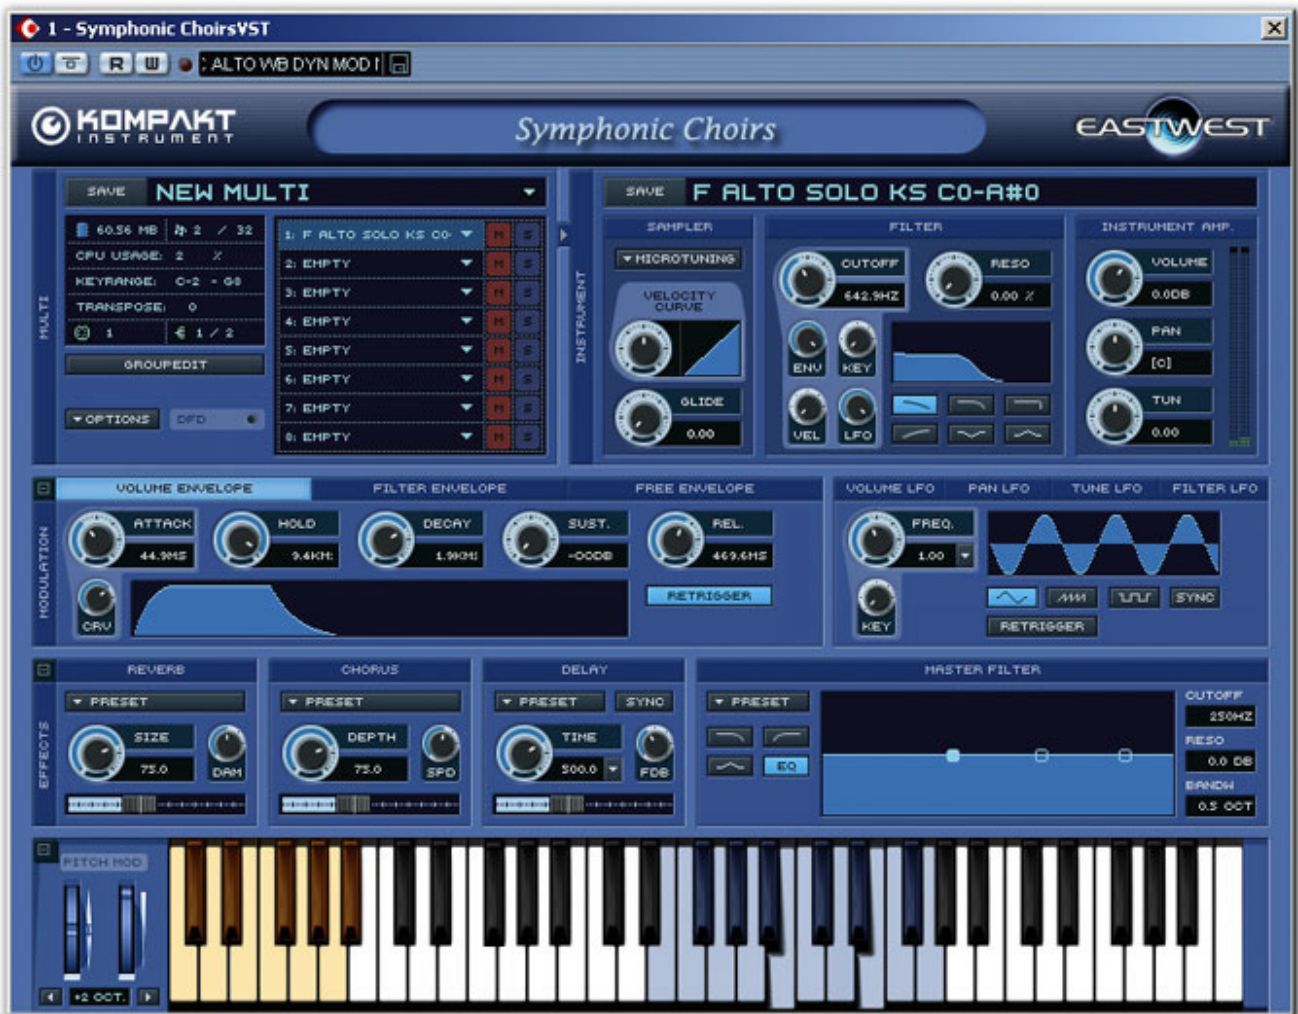 1 - Symphonic ChoirsVST
R W : ALTO WB DYN MOD
KOMPAKT
INSTRUMENT
Symphonic Choirs
EASTWEST
MULTI
SAVE NEW MULTI
60.56 MB 2 / 32
CPU USAGE: 2 %
KEYRANGE: C-2 - G8
TRANSPOSE: 0
1 1 / 2
GROUPEDIT
OPTIONS DFD
1: F ALTO SOLO KS C0- M S
2: EMPTY M S
3: EMPTY M S
4: EMPTY M S
5: EMPTY M S
6: EMPTY M S
7: EMPTY M S
8: EMPTY M S
INSTRUMENT
SAVE F ALTO SOLO KS C0-A#0
SAMPLER
MICROTUNING
VELOCITY
CURVE
GLIDE
0.00
FILTER
CUTOFF
642.9HZ
RESO
0.00 %
ENV KEY
VEL LFO
INSTRUMENT AMP.
VOLUME
0.0DB
PAN
[C]
TUN
0.00
MODULATION
VOLUME ENVELOPE FILTER ENVELOPE FREE ENVELOPE
ATTACK
44.9MS
HOLD
9.4KM:
DECAY
1.9KM:
SUST.
-OODB
REL.
469.6MS
CRV
RETRIGGER
VOLUME LFO PAN LFO TUNE LFO FILTER LFO
FREQ.
1.00
KEY
SYNC
RETRIGGER
EFFECTS
REVERB
PRESET
SIZE
75.0
DAM
CHORUS
PRESET
DEPTH
75.0
SPD
DELAY
PRESET SYNC
TIME
500.0
FDB
MASTER FILTER
PRESET
EQ
CUTOFF
250HZ
RESO
0.0 DB
BANDW
0.5 OCT
PITCH MOD
+2 OCT.